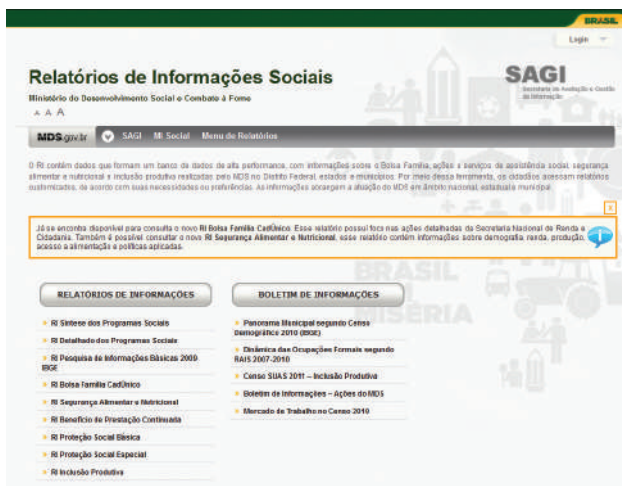 BRASIL
Login
Relatórios de Informações Sociais
Ministério do Desenvolvimento Social e Combate à Fome
A A A
SAGI
Secretaria de Avaliação e Gestão
da Informação
MDS.gov.br SAGI MI Social Menu de Relatórios
O RI contém dados que formam um banco de dados de alta performance, com informações sobre o Bolsa Família, ações e serviços de assistência social, segurança
alimentar e nutricional e inclusão produtiva realizadas pelo MDS no Distrito Federal, estados e municípios. Por meio dessa ferramenta, os cidadãos acessam relatórios
customizados, de acordo com suas necessidades ou preferências. As informações abrangem a atuação do MDS em âmbito nacional, estadual e municipal.
x
Já se encontra disponível para consulta o novo RI Bolsa Família CadÚnico. Esse relatório possui foco nas ações detalhadas da Secretaria Nacional de Renda e
Cidadania. Também é possível consultar o novo RI Segurança Alimentar e Nutricional, esse relatório contém informações sobre demografia, renda, produção,
acesso a alimentação e políticas aplicadas.
BRASIL
MISÉRIA
RELATÓRIOS DE INFORMAÇÕES
RI Síntese dos Programas Sociais
RI Detalhado dos Programas Sociais
RI Pesquisa de Informações Básicas 2009
IBGE
RI Bolsa Família CadÚnico
RI Segurança Alimentar e Nutricional
RI Benefício de Prestação Continuada
RI Proteção Social Básica
RI Proteção Social Especial
RI Inclusão Produtiva
BOLETIM DE INFORMAÇÕES
Panorama Municipal segundo Censo
Demográfico 2010 (IBGE)
Dinâmica das Ocupações Formais segundo
RAIS 2007-2010
Censo SUAS 2011 – Inclusão Produtiva
Boletim de Informações – Ações do MDS
Mercado de Trabalho no Censo 2010